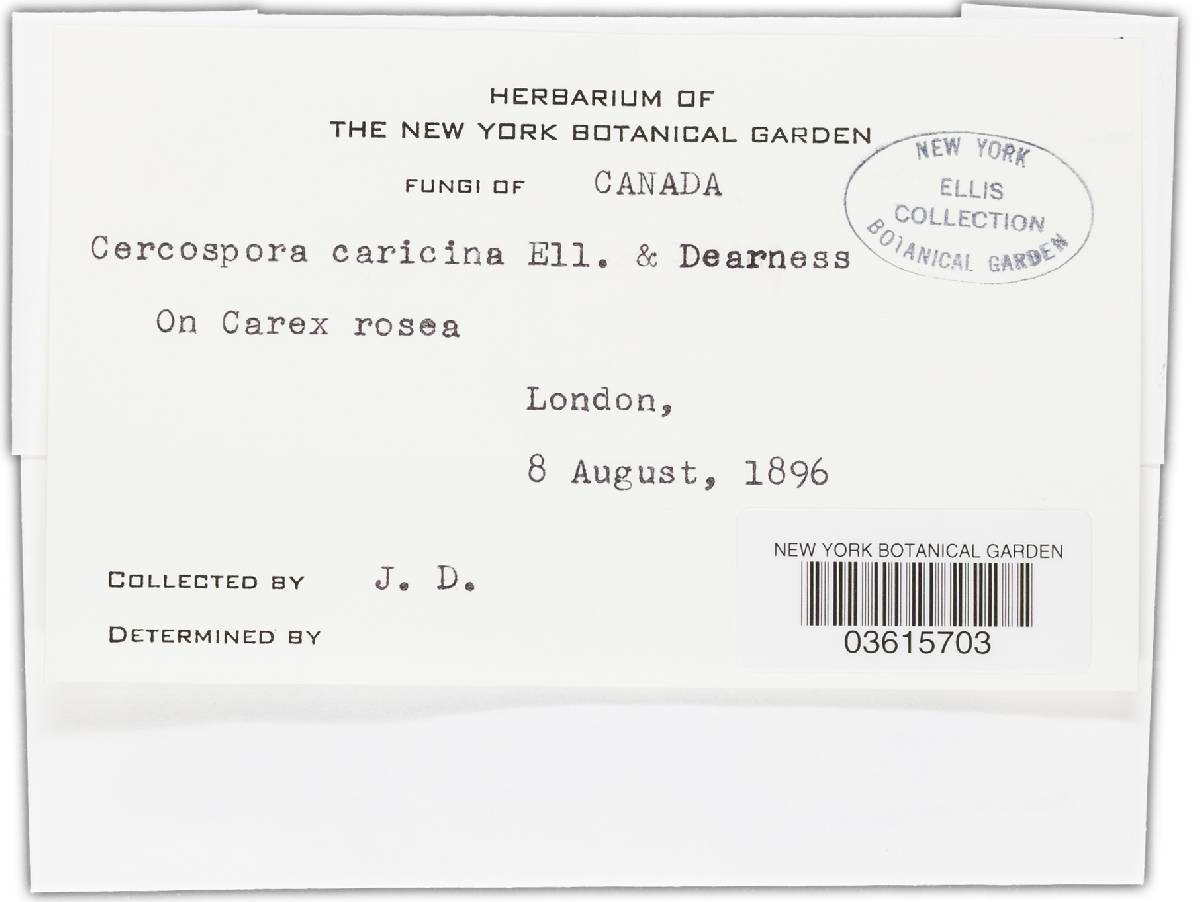 HERBARIUM OF
THE NEW YORK BOTANICAL GARDEN
FUNGI OF CANADA
NEW YORK
ELLIS
COLLECTION
BOTANICAL GARDEN
Cercospora caricina Ell. & Dearness
On Carex rosea
London,
8 August, 1896
COLLECTED BY J. D.
DETERMINED BY
NEW YORK BOTANICAL GARDEN
03615703